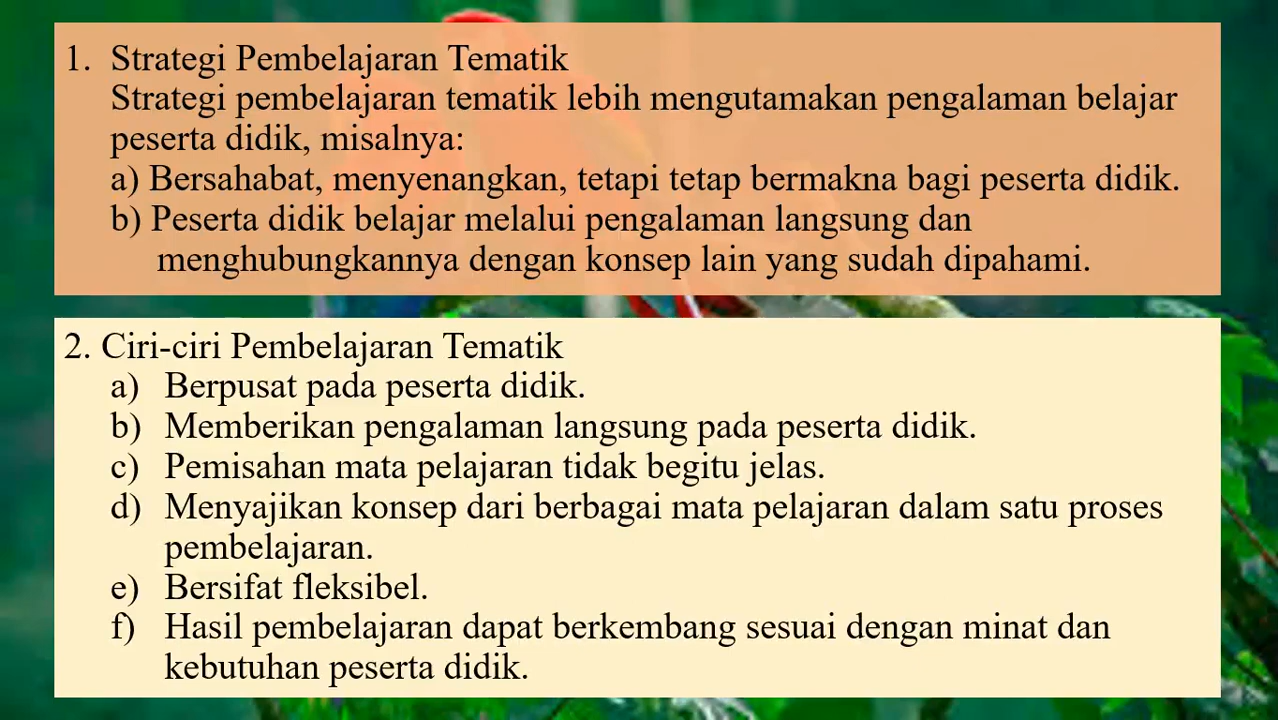 1. Strategi Pembelajaran Tematik
Strategi pembelajaran tematik lebih mengutamakan pengalaman belajar
peserta didik, misalnya:
a) Bersahabat, menyenangkan, tetapi tetap bermakna bagi peserta didik.
b) Peserta didik belajar melalui pengalaman langsung dan
menghubungkannya dengan konsep lain yang sudah dipahami.
2. Ciri-ciri Pembelajaran Tematik
a) Berpusat pada peserta didik.
b) Memberikan pengalaman langsung pada peserta didik.
c) Pemisahan mata pelajaran tidak begitu jelas.
d) Menyajikan konsep dari berbagai mata pelajaran dalam satu proses
pembelajaran.
e) Bersifat fleksibel.
f) Hasil pembelajaran dapat berkembang sesuai dengan minat dan
kebutuhan peserta didik.